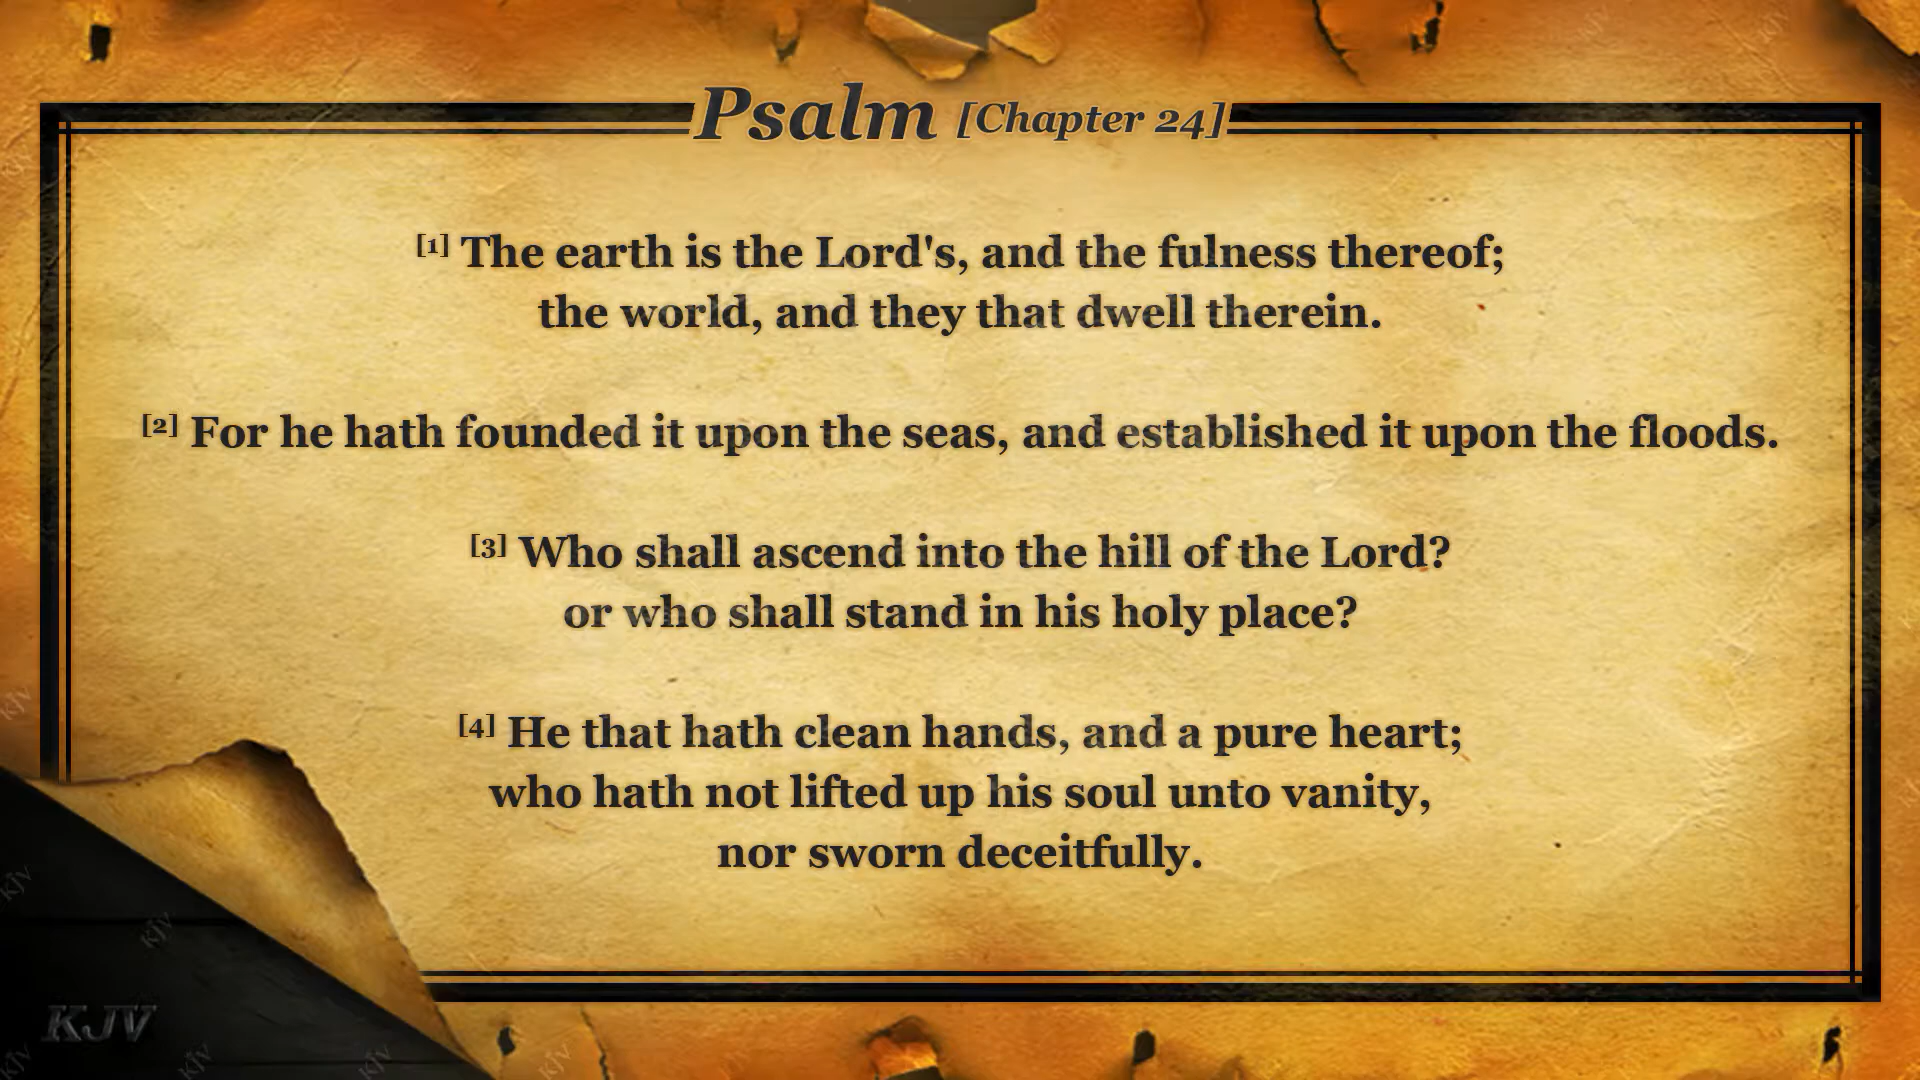 Psalm [Chapter 24]
[1] The earth is the Lord's, and the fulness thereof;
the world, and they that dwell therein.
[2] For he hath founded it upon the seas, and established it upon the floods.
[3] Who shall ascend into the hill of the Lord?
or who shall stand in his holy place?
[4] He that hath clean hands, and a pure heart;
who hath not lifted up his soul unto vanity,
nor sworn deceitfully.
KJV